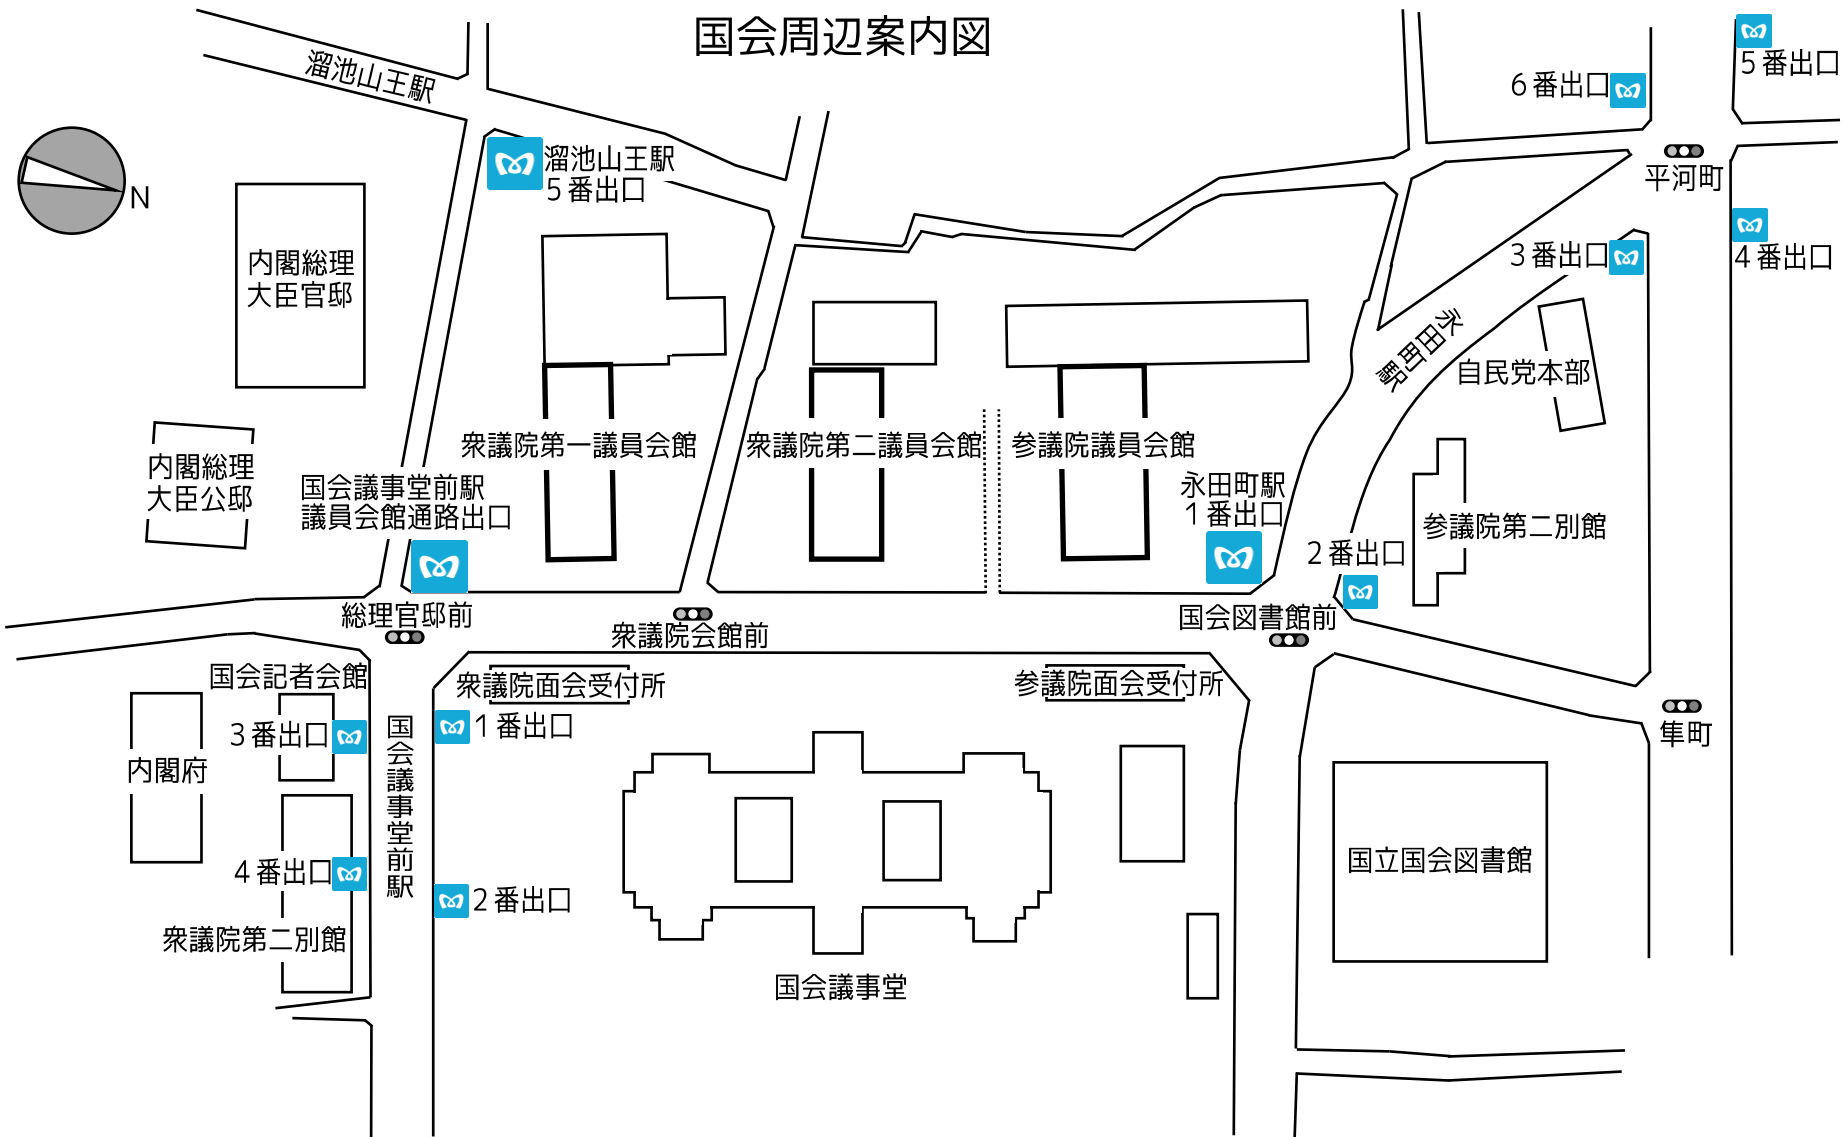 国会周辺案内図
溜池山王駅
5番出口
6番出口
平河町
溜池山王駅
5番出口
N
3番出口
4番出口
内閣総理
大臣官邸
永田町駅
自民党本部
衆議院第一議員会館
衆議院第二議員会館
参議院議員会館
内閣総理
大臣公邸
国会議事堂前駅
議員会館通路出口
永田町駅
1番出口
参議院第二別館
2番出口
総理官邸前
衆議院会館前
国会図書館前
国会記者会館
衆議院面会受付所
参議院面会受付所
3番出口
国会議事堂前駅
1番出口
隼町
内閣府
4番出口
2番出口
国立国会図書館
衆議院第二別館
国会議事堂